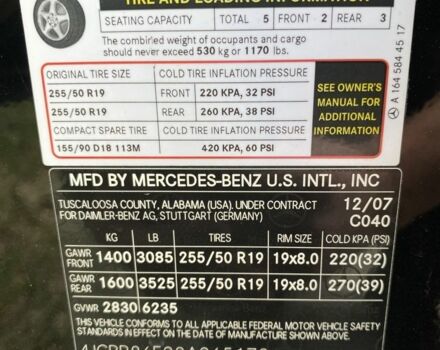 TIRE AND LOADING INFORMATION
SEATING CAPACITY TOTAL 5 FRONT 2 REAR 3
The combined weight of occupants and cargo
should never exceed 530 kg or 1170 lbs.
A 164 584 45 17
ORIGINAL TIRE SIZE COLD TIRE INFLATION PRESSURE
255/50 R19 FRONT 220 KPA, 32 PSI
255/50 R19 REAR 260 KPA, 38 PSI
COMPACT SPARE TIRE COLD TIRE INFLATION PRESSURE
155/90 D18 113M 420 KPA, 60 PSI
SEE OWNER'S
MANUAL FOR
ADDITIONAL
INFORMATION
MFD BY MERCEDES-BENZ U.S. INTL., INC
TUSCALOOSA COUNTY, ALABAMA (USA). UNDER CONTRACT 12/07
FOR DAIMLER-BENZ AG, STUTTGART (GERMANY) C040
KG LB TIRES RIM SIZE COLD KPA (PSI)
GAWR FRONT 1400 3085 255/50 R19 19x8.0 220(32)
GAWR REAR 1600 3525 255/50 R19 19x8.0 270(39)
GVWR 2830 6235
THIS VEHICLE CONFORMS TO ALL APPLICABLE FEDERAL
STANDARDS IN EFFECT ON THE DATE OF MANUFACTURE SHOWN ABOVE.